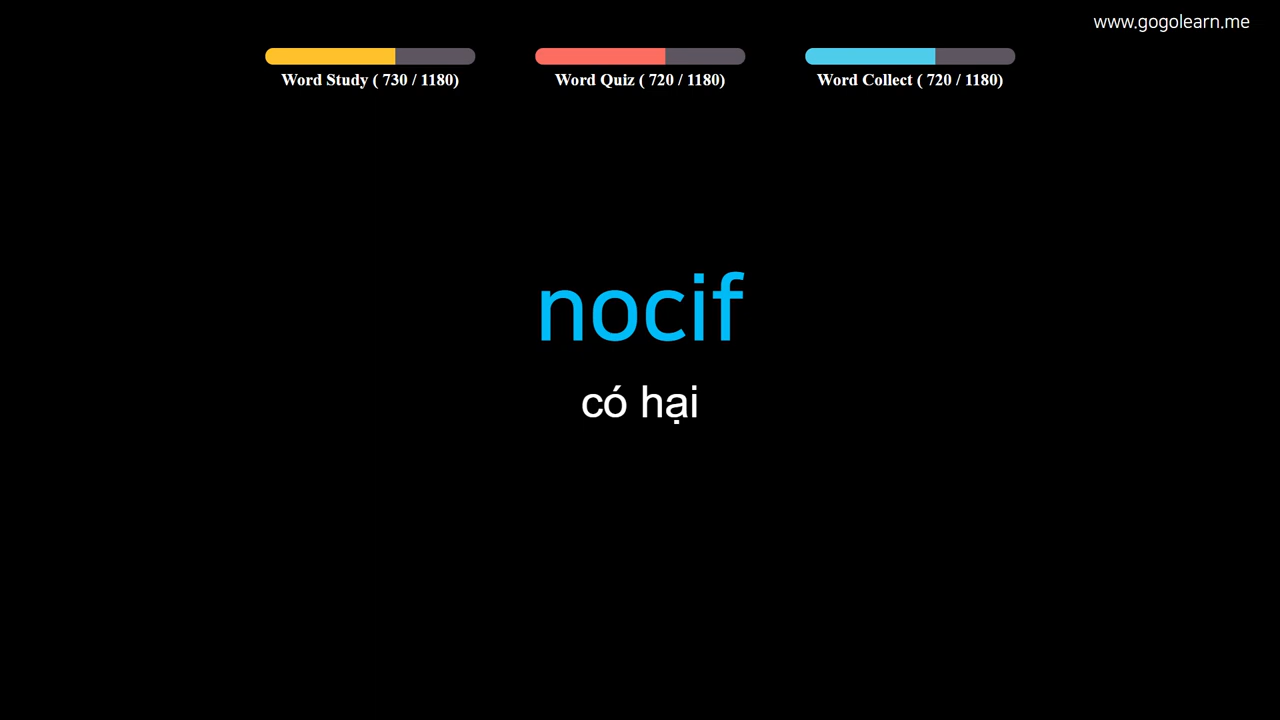 www.gogolearn.me
Word Study ( 730 / 1180)
Word Quiz ( 720 / 1180)
Word Collect ( 720 / 1180)
nocif
có hại